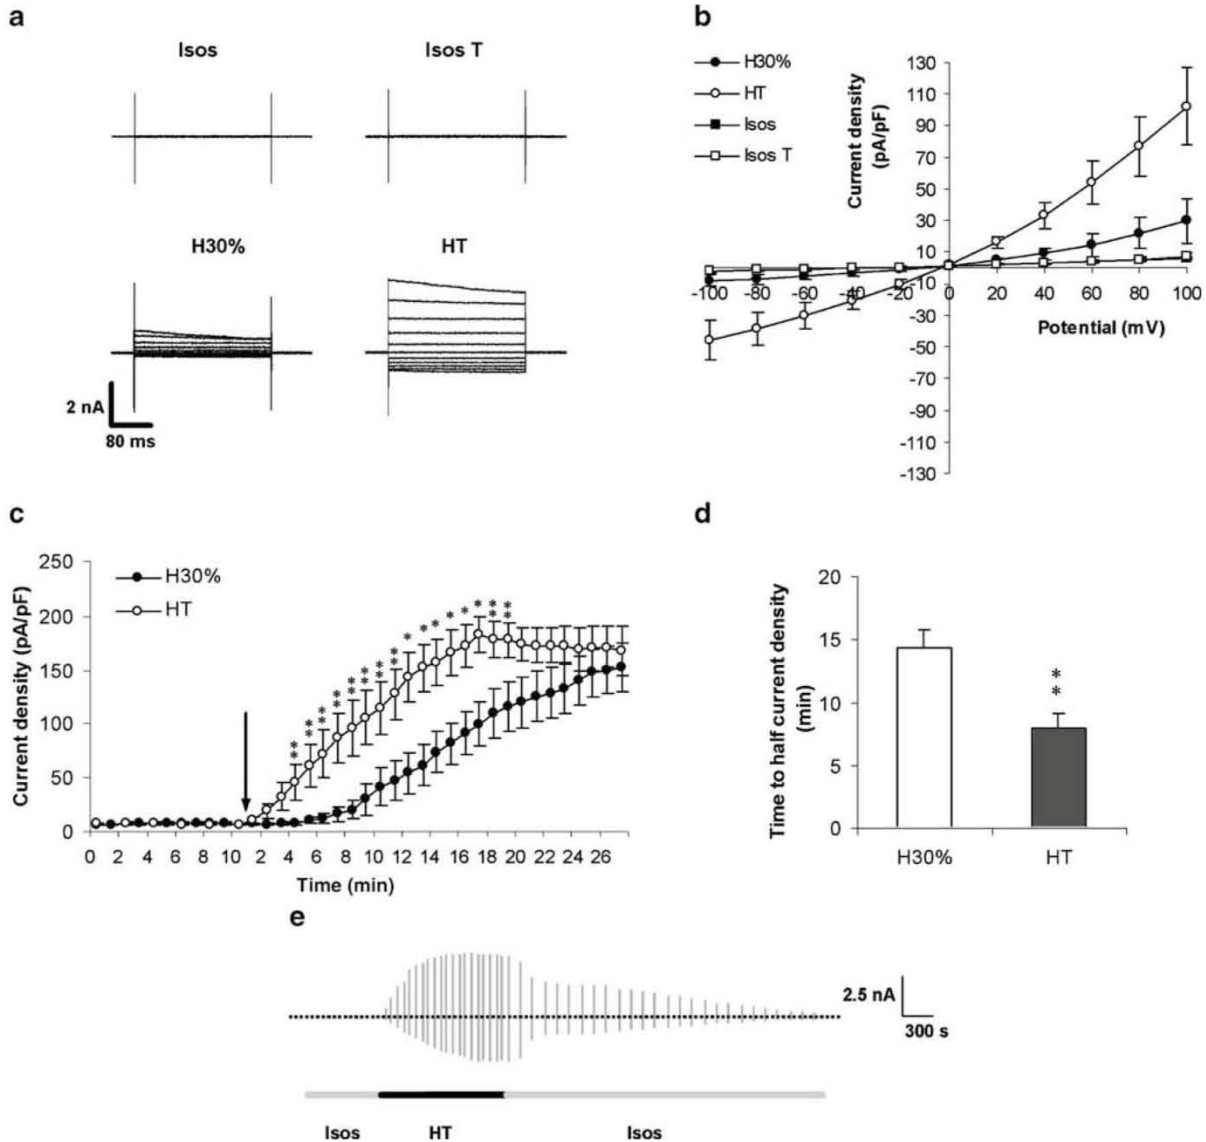 a
Isos
Isos T
H30%
HT
2 nA
80 ms
b
H30%
HT
Isos
Isos T
Current density
(pA/pF)
130
110
90
70
50
30
10
-10
-30
-50
-70
-90
-110
-130
-100 -80 -60 -40 -20 0 20 40 60 80 100
Potential (mV)
c
H30%
HT
Current density (pA/pF)
250
200
150
100
50
0
** ** ** ** ** ** ** ** * * * * * * ** **
0 2 4 6 8 10 2 4 6 8 10 12 14 16 18 20 22 24 26
Time (min)
d
Time to half current density
(min)
20
15
10
5
0
**
H30% HT
e
2.5 nA
300 s
Isos HT Isos